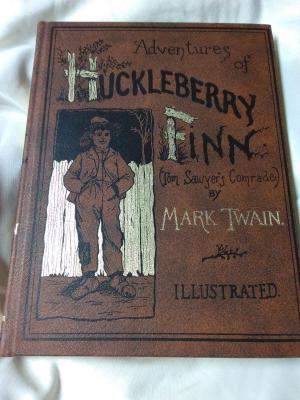 Adventures
of
HUCKLEBERRY
FINN
(Tom Sawyer's Comrade)
BY
MARK TWAIN.
ILLUSTRATED.